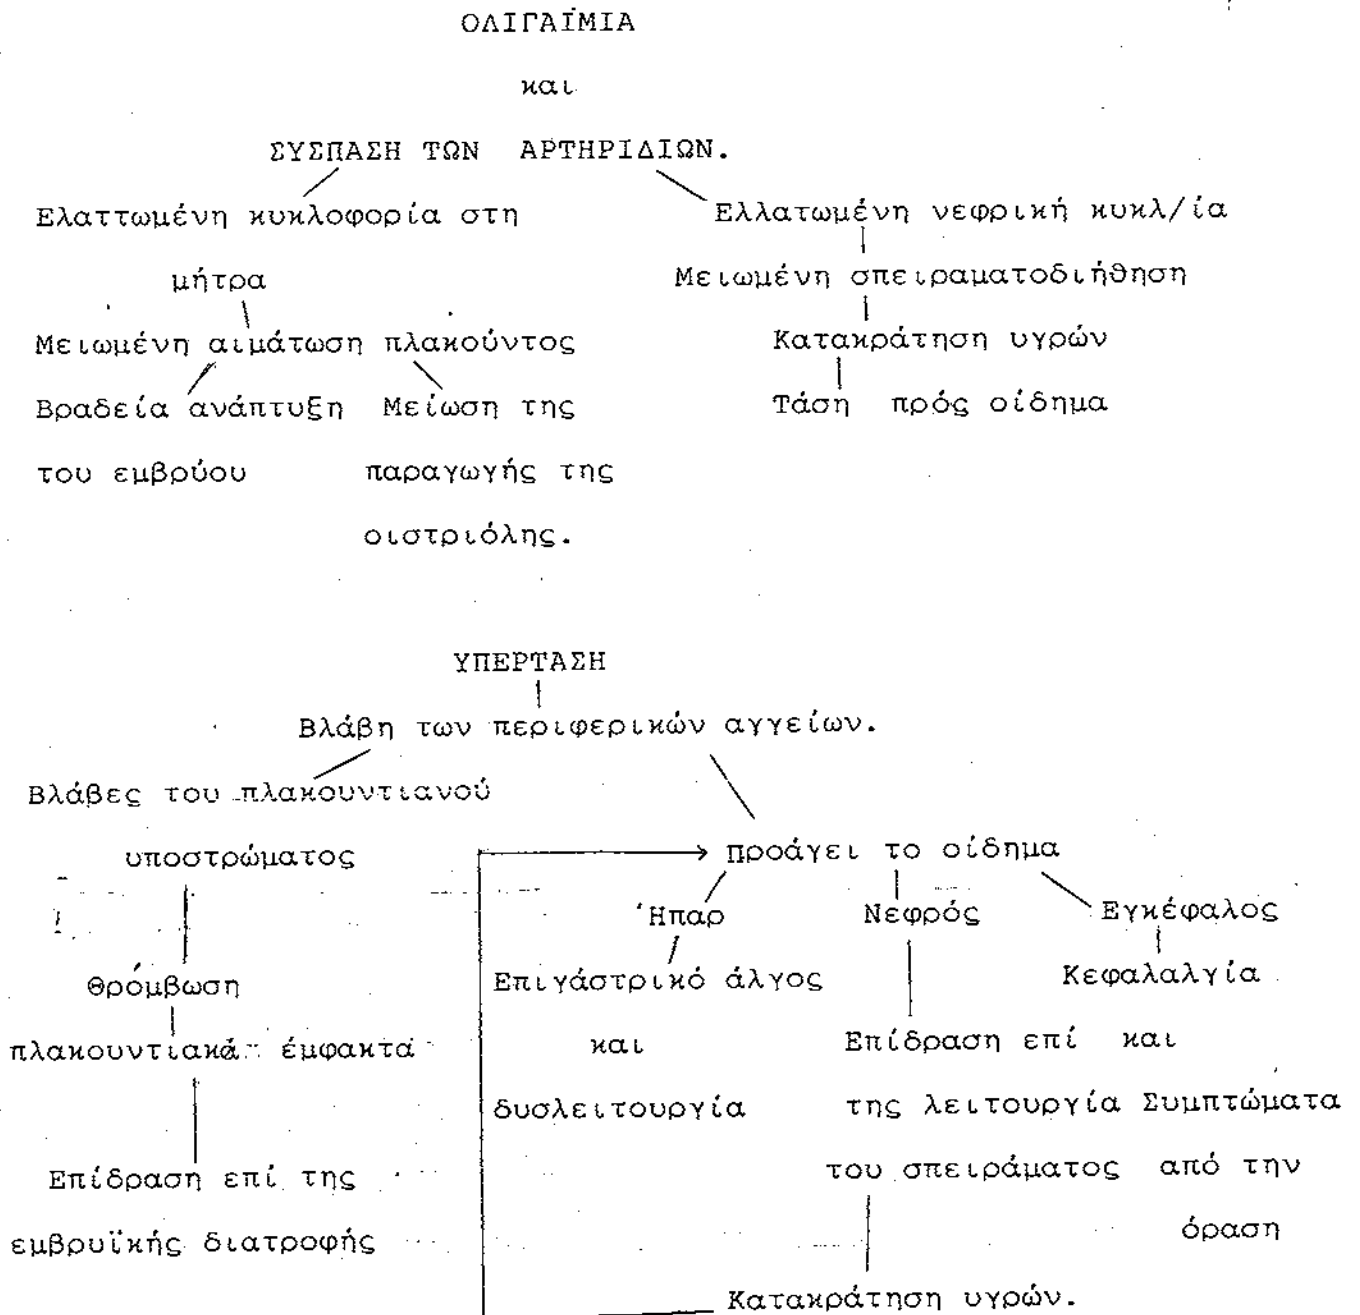 ΟΛΙΓΑΪΜΙΑ
και
ΣΥΣΠΑΣΗ ΤΩΝ ΑΡΤΗΡΙΔΙΩΝ.
Ελαττωμένη κυκλοφορία στη Ελλατωμένη νεφρική κυκλ/ία
μήτρα Μειωμένη σπειραματοδιήθηση
Μειωμένη αιμάτωση πλακούντος Κατακράτηση υγρών
Βραδεία ανάπτυξη Μείωση της Τάση πρός οίδημα
του εμβρύου παραγωγής της
οιστριόλης.
ΥΠΕΡΤΑΣΗ
Βλάβη των περιφερικών αγγείων.
Βλάβες του πλακουντιανού
υποστρώματος προάγει το οίδημα
Ήπαρ Νεφρός Εγκέφαλος
Θρόμβωση Επιγάστρικό άλγος Κεφαλαλγία
πλακουντιακά έμφακτα και Επίδραση επί και
δυσλειτουργία της λειτουργία Συμπτώματα
Επίδραση επί της του σπειράματος από την
εμβρυϊκής διατροφής όραση
Κατακράτηση υγρών.